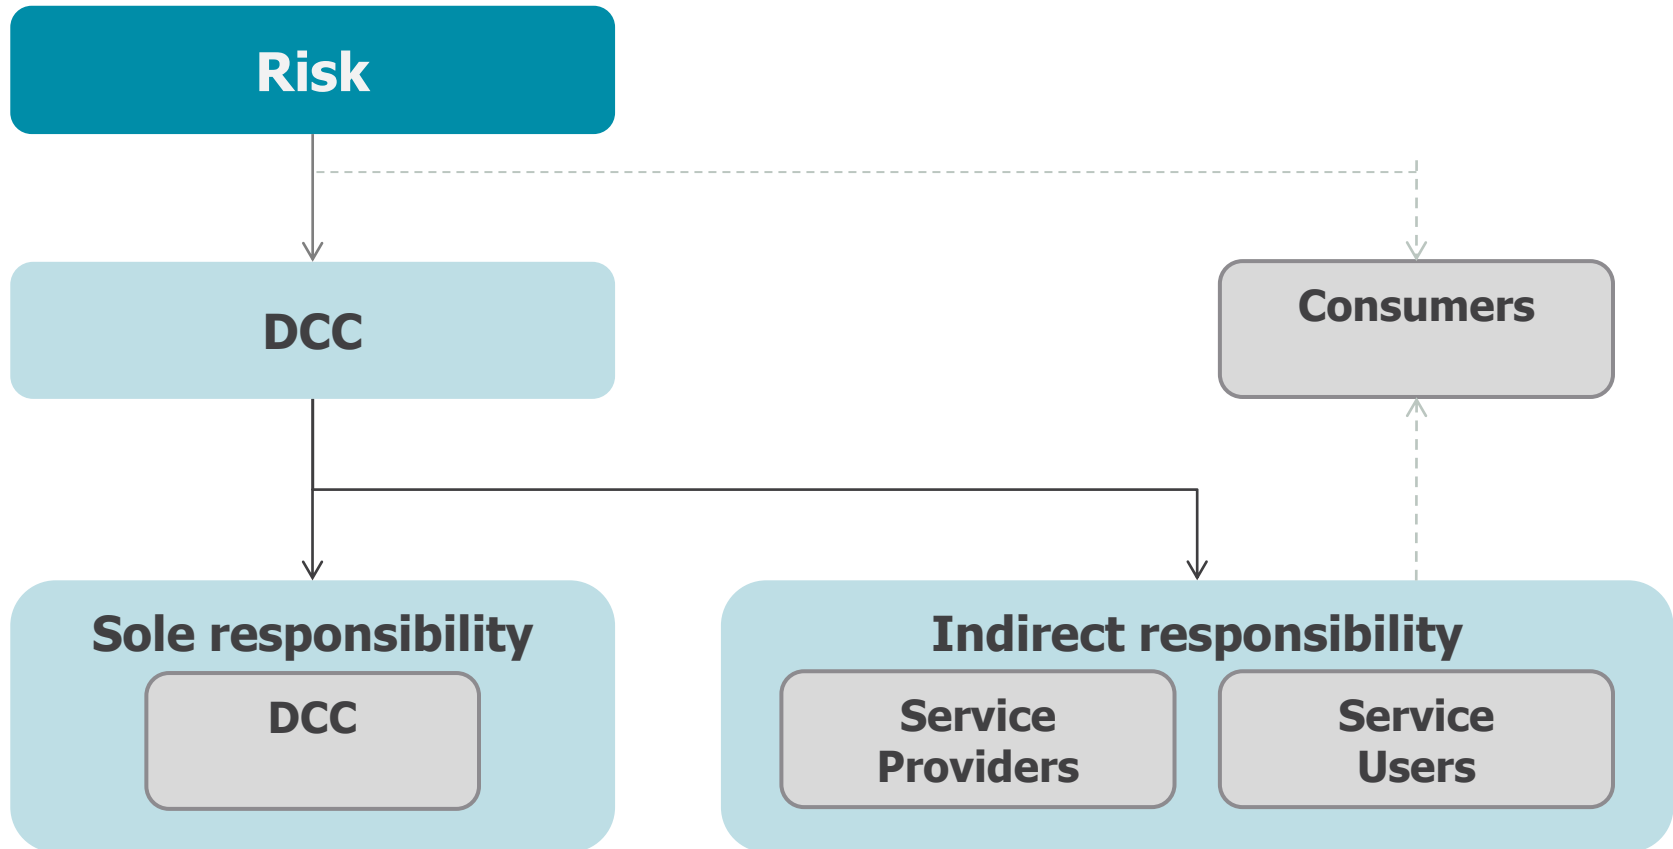 Risk
DCC
Consumers
Sole responsibility
DCC
Indirect responsibility
Service
Providers
Service
Users